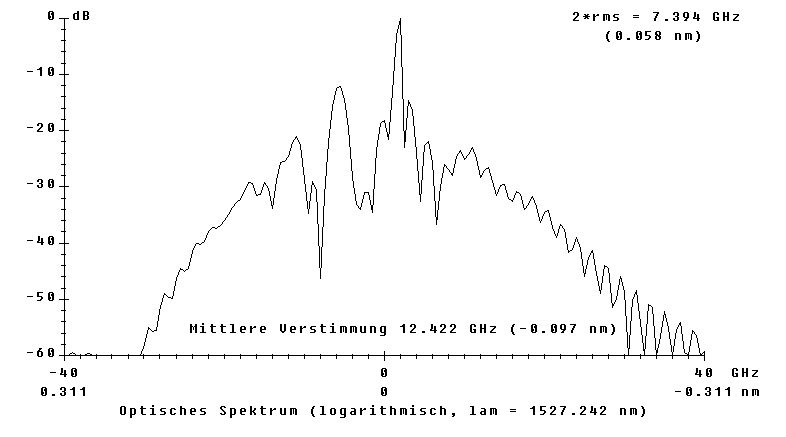 0 dB
2*rms = 7.394 GHz
(0.058 nm)
-10
-20
-30
-40
-50
Mittlere Verstimmung 12.422 GHz (-0.097 nm)
-60
-40 0 40 GHz
0.311 0 -0.311 nm
Optisches Spektrum (logarithmisch, lam = 1527.242 nm)